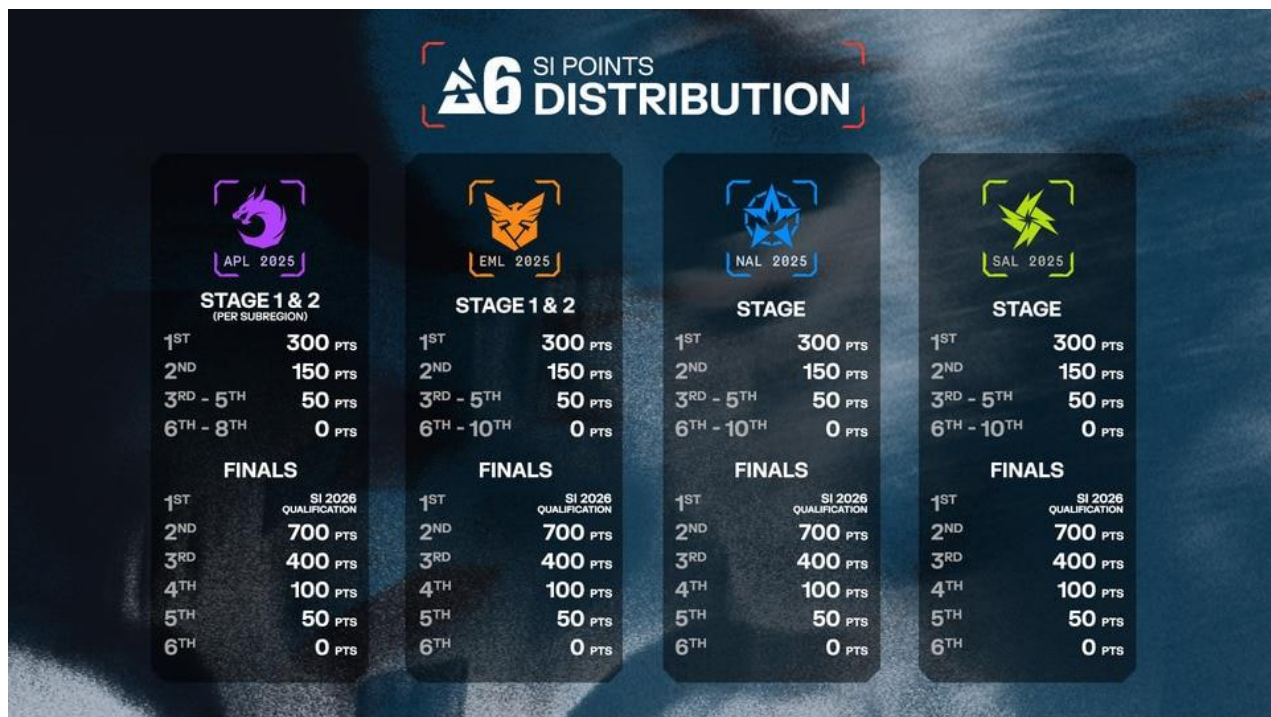 6 SI POINTS
DISTRIBUTION
APL 2025
STAGE 1 & 2
(PER SUBREGION)
1ST 300 PTS
2ND 150 PTS
3RD - 5TH 50 PTS
6TH - 8TH 0 PTS
FINALS
1ST SI 2026
QUALIFICATION
2ND 700 PTS
3RD 400 PTS
4TH 100 PTS
5TH 50 PTS
6TH 0 PTS
EML 2025
STAGE 1 & 2
1ST 300 PTS
2ND 150 PTS
3RD - 5TH 50 PTS
6TH - 10TH 0 PTS
FINALS
1ST SI 2026
QUALIFICATION
2ND 700 PTS
3RD 400 PTS
4TH 100 PTS
5TH 50 PTS
6TH 0 PTS
NAL 2025
STAGE
1ST 300 PTS
2ND 150 PTS
3RD - 5TH 50 PTS
6TH - 10TH 0 PTS
FINALS
1ST SI 2026
QUALIFICATION
2ND 700 PTS
3RD 400 PTS
4TH 100 PTS
5TH 50 PTS
6TH 0 PTS
SAL 2025
STAGE
1ST 300 PTS
2ND 150 PTS
3RD - 5TH 50 PTS
6TH - 10TH 0 PTS
FINALS
1ST SI 2026
QUALIFICATION
2ND 700 PTS
3RD 400 PTS
4TH 100 PTS
5TH 50 PTS
6TH 0 PTS